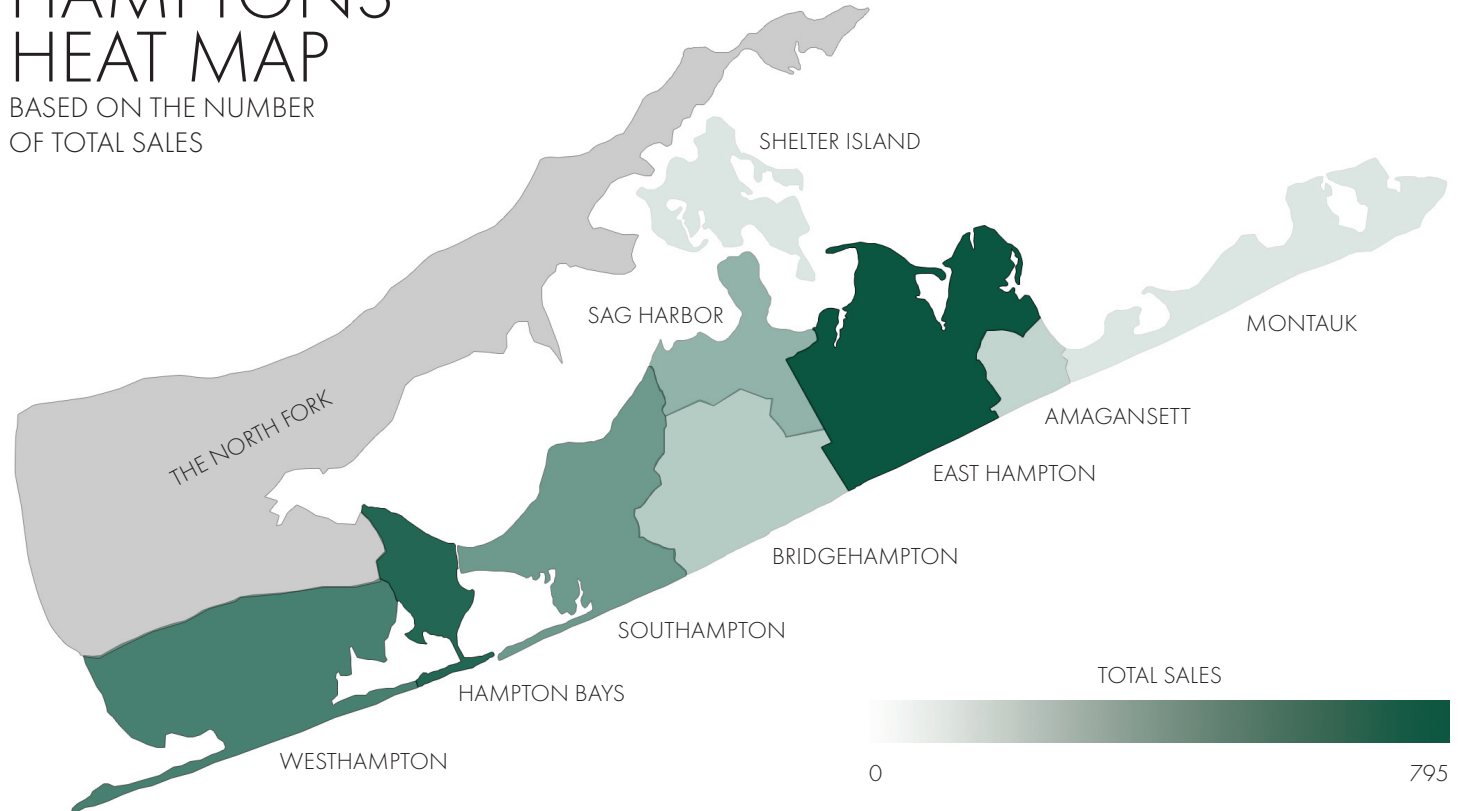 HAMPTONS
HEAT MAP
BASED ON THE NUMBER
OF TOTAL SALES
SHELTER ISLAND
SAG HARBOR
MONTAUK
THE NORTH FORK
AMAGANSETT
EAST HAMPTON
BRIDGEHAMPTON
SOUTHAMPTON
HAMPTON BAYS
WESTHAMPTON
TOTAL SALES
0
795